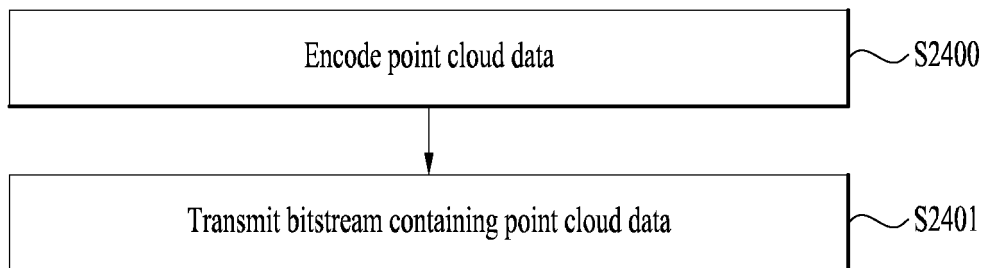 Encode point cloud data
S2400
Transmit bitstream containing point cloud data
S2401